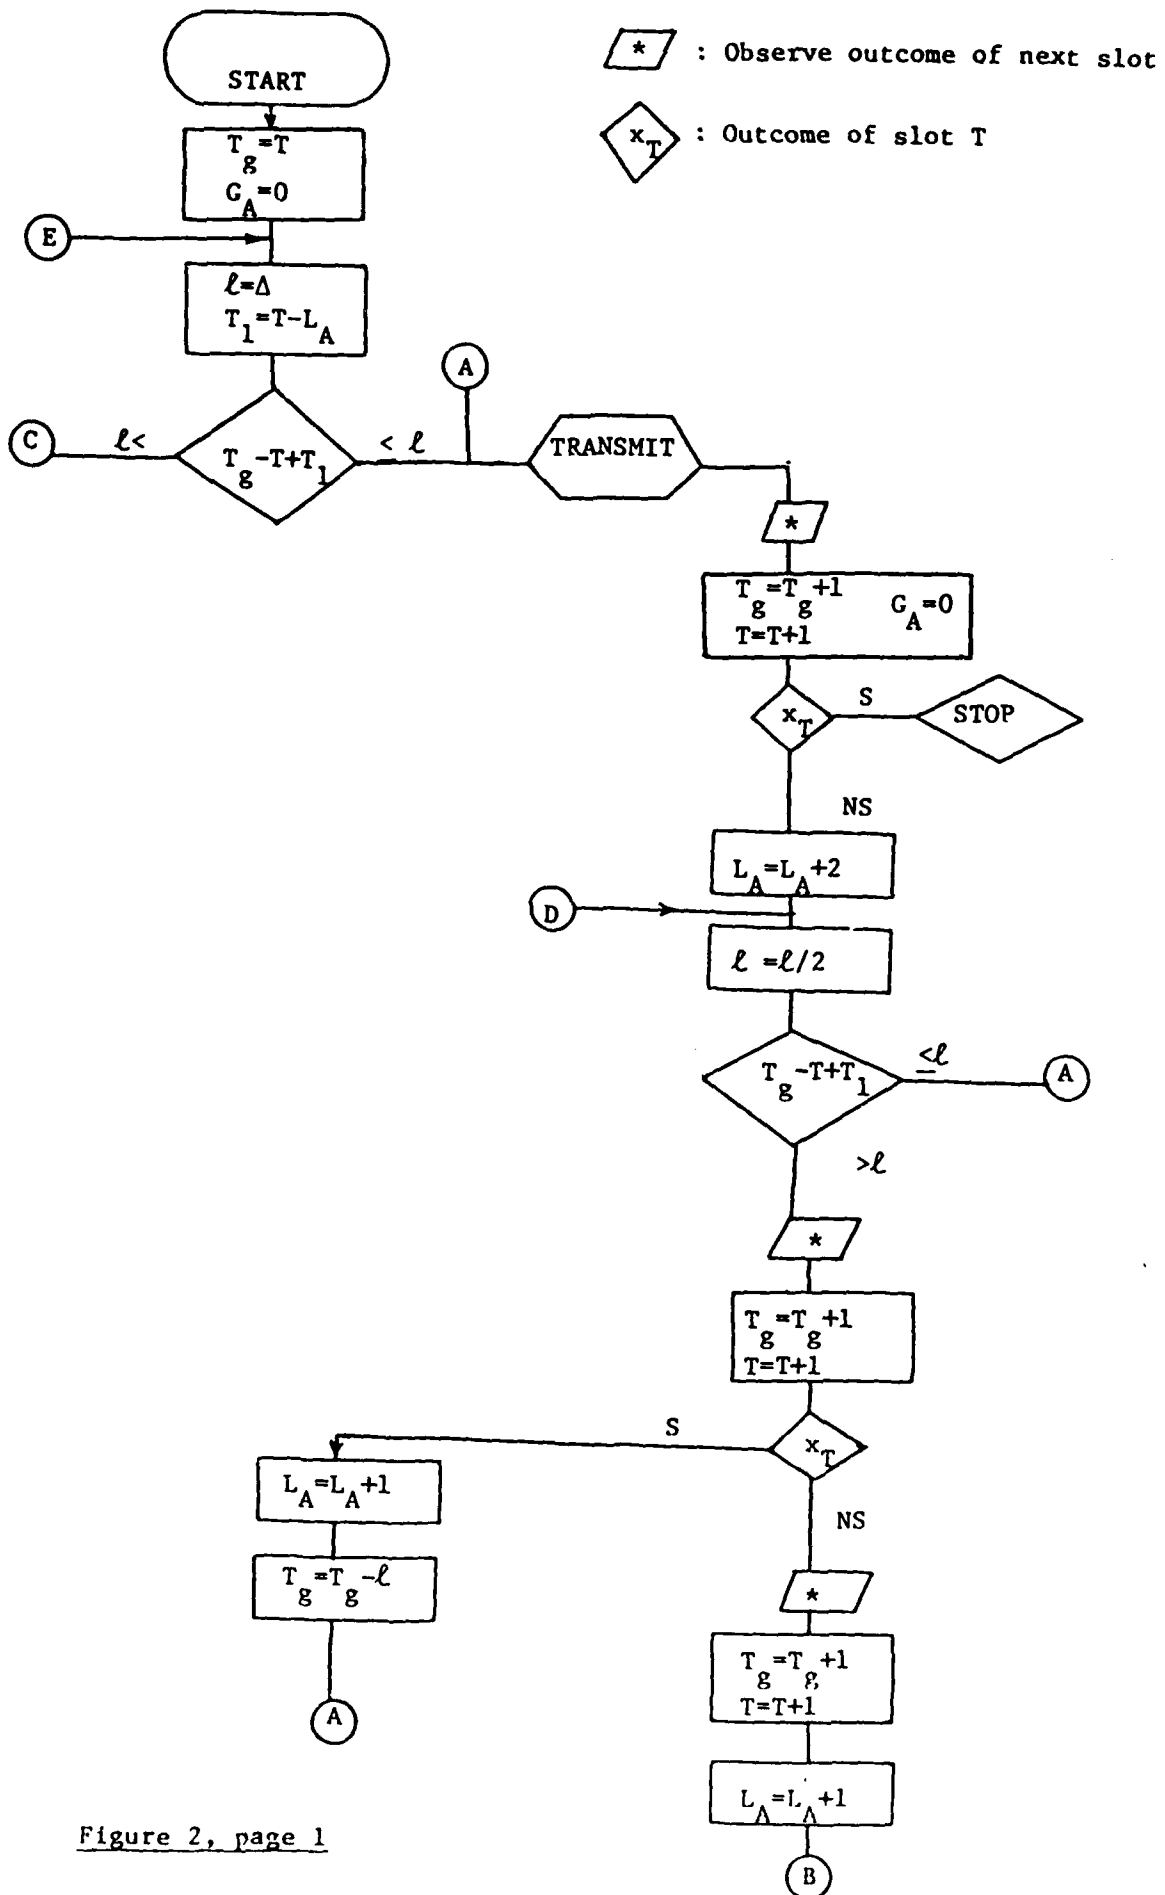 * : Observe outcome of next slot
START
x_T : Outcome of slot T
T_g=T
G_A=0
E
ℓ=Δ
T_1=T-L_A
A
C
ℓ<
T_g-T+T_1
≤ ℓ
TRANSMIT
*
T_g=T_g+1
G_A=0
T=T+1
x_T
S
STOP
NS
L_A=L_A+2
D
ℓ =ℓ/2
T_g-T+T_1
≤ℓ
A
>ℓ
*
T_g=T_g+1
T=T+1
S
x_T
L_A=L_A+1
NS
T_g=T_g-ℓ
*
T_g=T_g+1
T=T+1
A
L_A=L_A+1
Figure 2, page 1
B